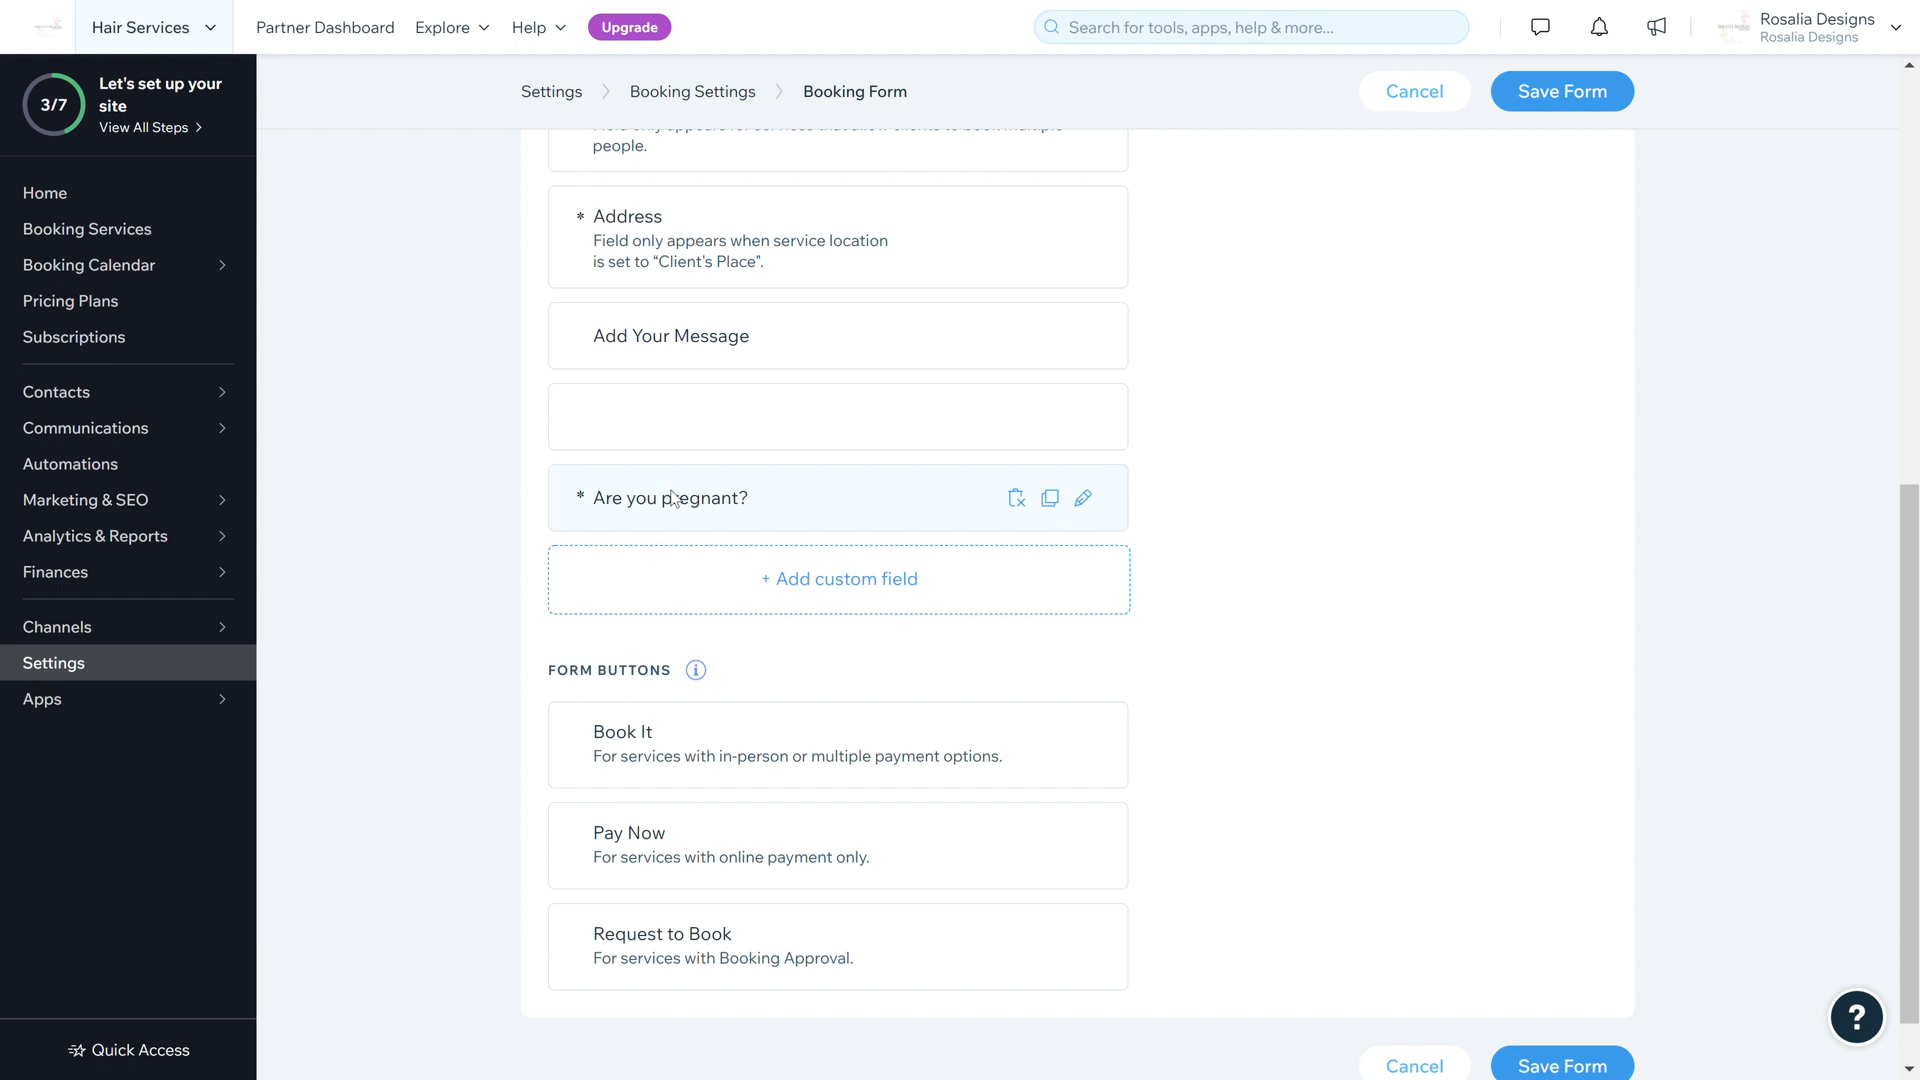 Hair Services
Partner Dashboard
Explore
Help
Upgrade
Search for tools, apps, help & more...
Rosalia Designs
Rosalia Designs
3/7
Let's set up your
site
View All Steps
Home
Booking Services
Booking Calendar
Pricing Plans
Subscriptions
Contacts
Communications
Automations
Marketing & SEO
Analytics & Reports
Finances
Channels
Settings
Apps
Quick Access
Settings
Booking Settings
Booking Form
Cancel
Save Form
people.
* Address
Field only appears when service location
is set to “Client's Place”.
Add Your Message
* Are you pregnant?
+ Add custom field
FORM BUTTONS
Book It
For services with in-person or multiple payment options.
Pay Now
For services with online payment only.
Request to Book
For services with Booking Approval.
?
Cancel
Save Form